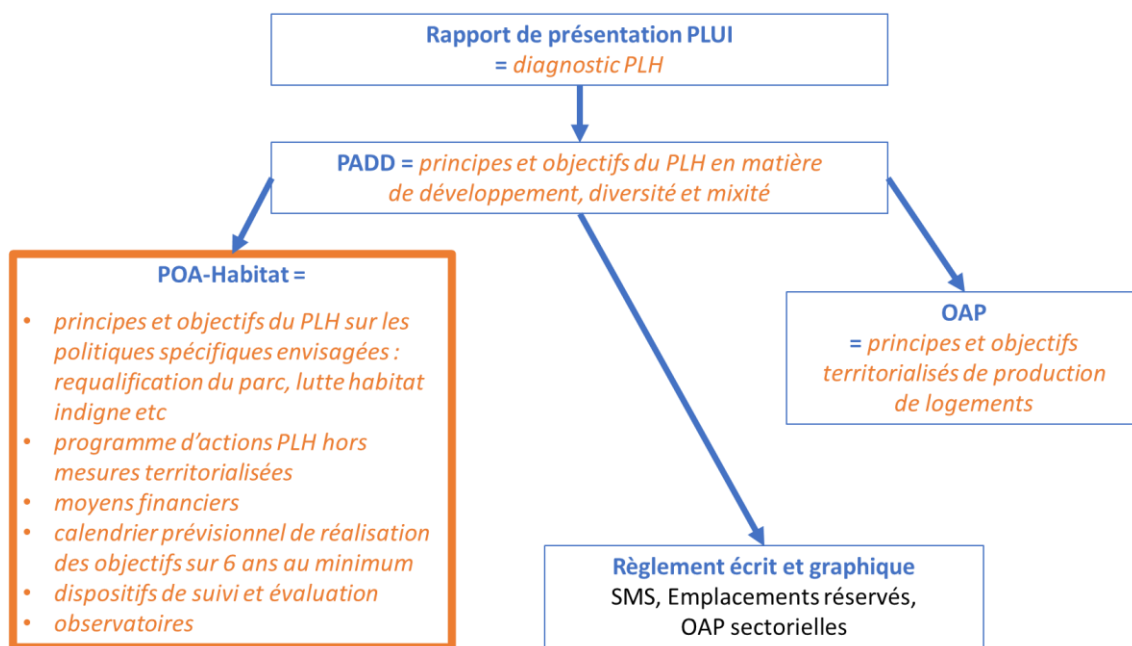 Rapport de présentation PLUI
= diagnostic PLH
PADD = principes et objectifs du PLH en matière
de développement, diversité et mixité
POA-Habitat =
• principes et objectifs du PLH sur les
politiques spécifiques envisagées :
requalification du parc, lutte habitat
indigne etc
• programme d'actions PLH hors
mesures territorialisées
• moyens financiers
• calendrier prévisionnel de réalisation
des objectifs sur 6 ans au minimum
• dispositifs de suivi et évaluation
• observatoires
OAP
= principes et objectifs
territorialisés de production
de logements
Règlement écrit et graphique
SMS, Emplacements réservés,
OAP sectorielles